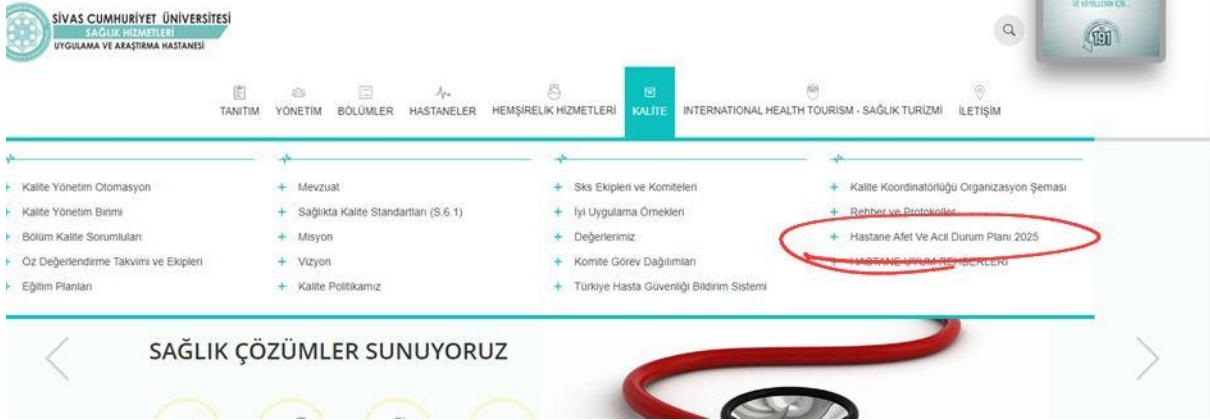 SİVAS CUMHURİYET ÜNİVERSİTESİ
SAĞLIK HİZMETLERİ
UYGULAMA VE ARAŞTIRMA HASTANESİ
VE HAYALLERİN İÇİN...
191
TANITIM YÖNETİM BÖLÜMLER HASTANELER HEMŞİRELİK HİZMETLERİ KALİTE INTERNATIONAL HEALTH TOURISM - SAĞLIK TURİZMİ İLETİŞİM
+ Kalite Yönetim Otomasyon
+ Kalite Yönetim Birimi
+ Bölüm Kalite Sorumluları
+ Öz Değerlendirme Takvimi ve Ekipleri
+ Eğitim Planları
+ Mevzuat
+ Sağlıkta Kalite Standartları (S.6.1)
+ Misyon
+ Vizyon
+ Kalite Politikamız
+ Sks Ekipleri ve Komiteleri
+ İyi Uygulama Örnekleri
+ Değerlerimiz
+ Komite Görev Dağılımları
+ Türkiye Hasta Güvenliği Bildirim Sistemi
+ Kalite Koordinatörlüğü Organizasyon Şeması
+ Rehber ve Protokoller
+ Hastane Afet Ve Acil Durum Planı 2025
+ HASTANE UYUM REHBERLERİ
SAĞLIK ÇÖZÜMLER SUNUYORUZ